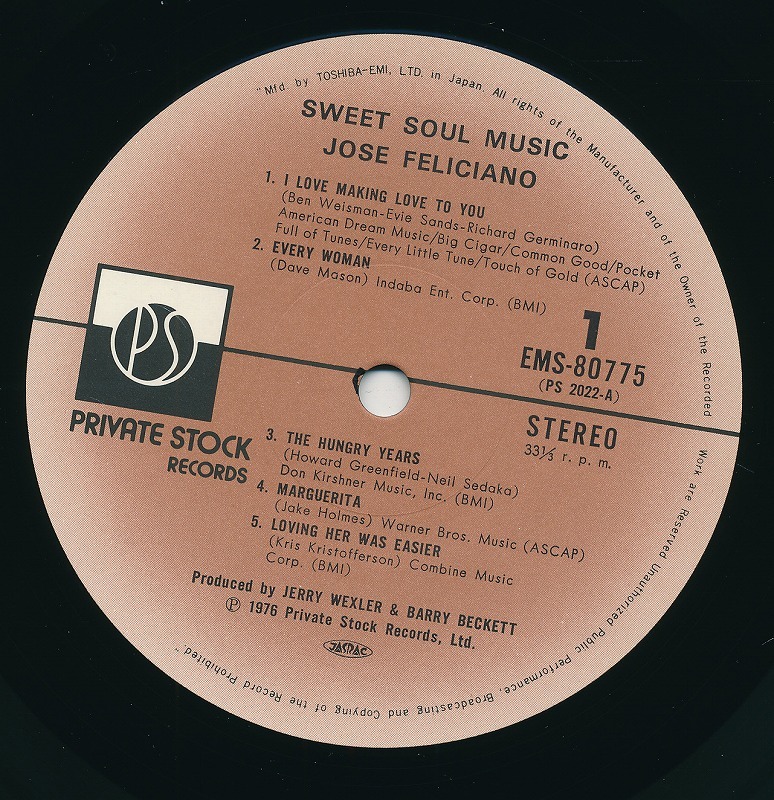 "Mfd. by TOSHIBA-EMI, LTD. in Japan. All rights of the Manufacturer and of the Owner of the Recorded Work are Reserved Unauthorized Public Performance, Broadcasting and Copying of the Record Prohibited"
SWEET SOUL MUSIC
JOSE FELICIANO
1. I LOVE MAKING LOVE TO YOU
(Ben Weisman-Evie Sands-Richard Germinaro)
American Dream Music/Big Cigar/Common Good/Pocket
Full of Tunes/Every Little Tune/Touch of Gold (ASCAP)
2. EVERY WOMAN
(Dave Mason) Indaba Ent. Corp. (BMI)
1
EMS-80775
(PS 2022-A)
PS
PRIVATE STOCK
RECORDS
STEREO
33⅓ r. p. m.
3. THE HUNGRY YEARS
(Howard Greenfield-Neil Sedaka)
Don Kirshner Music, Inc. (BMI)
4. MARGUERITA
(Jake Holmes) Warner Bros. Music (ASCAP)
5. LOVING HER WAS EASIER
(Kris Kristofferson) Combine Music
Corp. (BMI)
Produced by JERRY WEXLER & BARRY BECKETT
℗ 1976 Private Stock Records, Ltd.
JASRAC